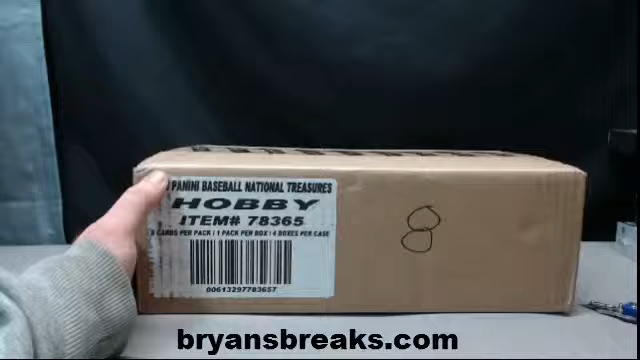 PANINI BASEBALL NATIONAL TREASURES
HOBBY
ITEM# 78365
CARDS PER PACK / 1 PACK PER BOX / 4 BOXES PER CASE
00613297783657
8
bryansbreaks.com